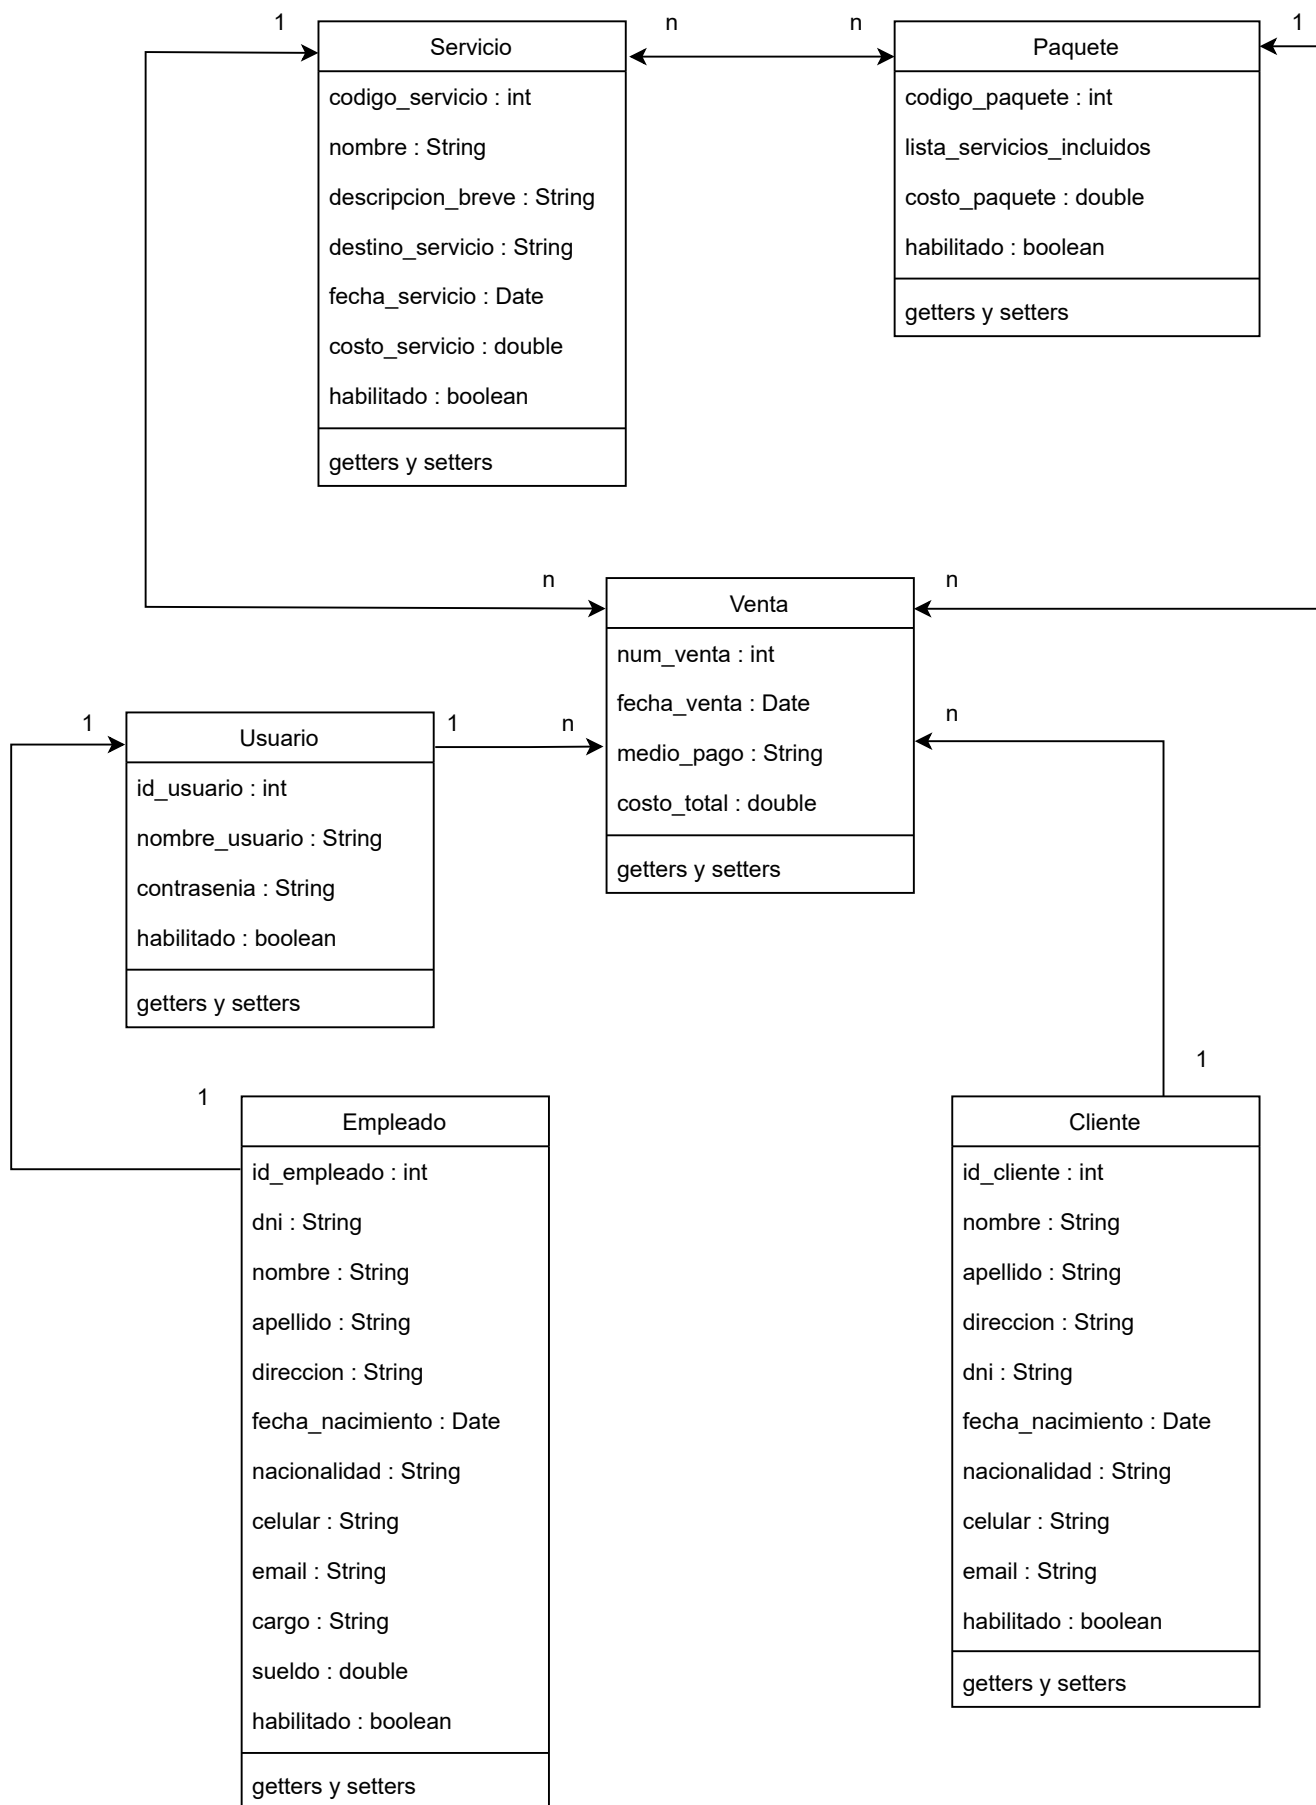 1
n
n
1
Servicio
codigo_servicio : int
nombre : String
descripcion_breve : String
destino_servicio : String
fecha_servicio : Date
costo_servicio : double
habilitado : boolean
getters y setters
Paquete
codigo_paquete : int
lista_servicios_incluidos
costo_paquete : double
habilitado : boolean
getters y setters
n
n
Venta
num_venta : int
fecha_venta : Date
medio_pago : String
costo_total : double
getters y setters
1
1
n
n
Usuario
id_usuario : int
nombre_usuario : String
contrasenia : String
habilitado : boolean
getters y setters
1
1
Empleado
id_empleado : int
dni : String
nombre : String
apellido : String
direccion : String
fecha_nacimiento : Date
nacionalidad : String
celular : String
email : String
cargo : String
sueldo : double
habilitado : boolean
getters y setters
Cliente
id_cliente : int
nombre : String
apellido : String
direccion : String
dni : String
fecha_nacimiento : Date
nacionalidad : String
celular : String
email : String
habilitado : boolean
getters y setters